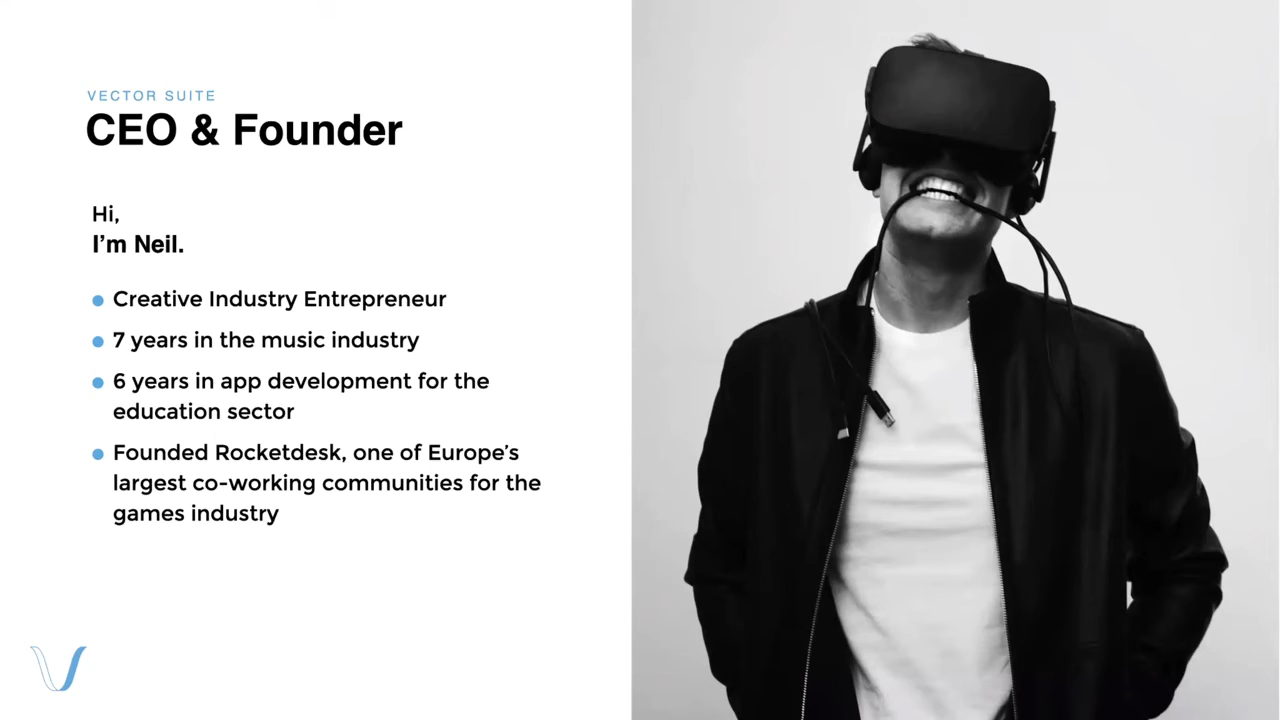 VECTOR SUITE
CEO & Founder
Hi,
I'm Neil.
Creative Industry Entrepreneur
7 years in the music industry
6 years in app development for the
education sector
Founded Rocketdesk, one of Europe's
largest co-working communities for the
games industry